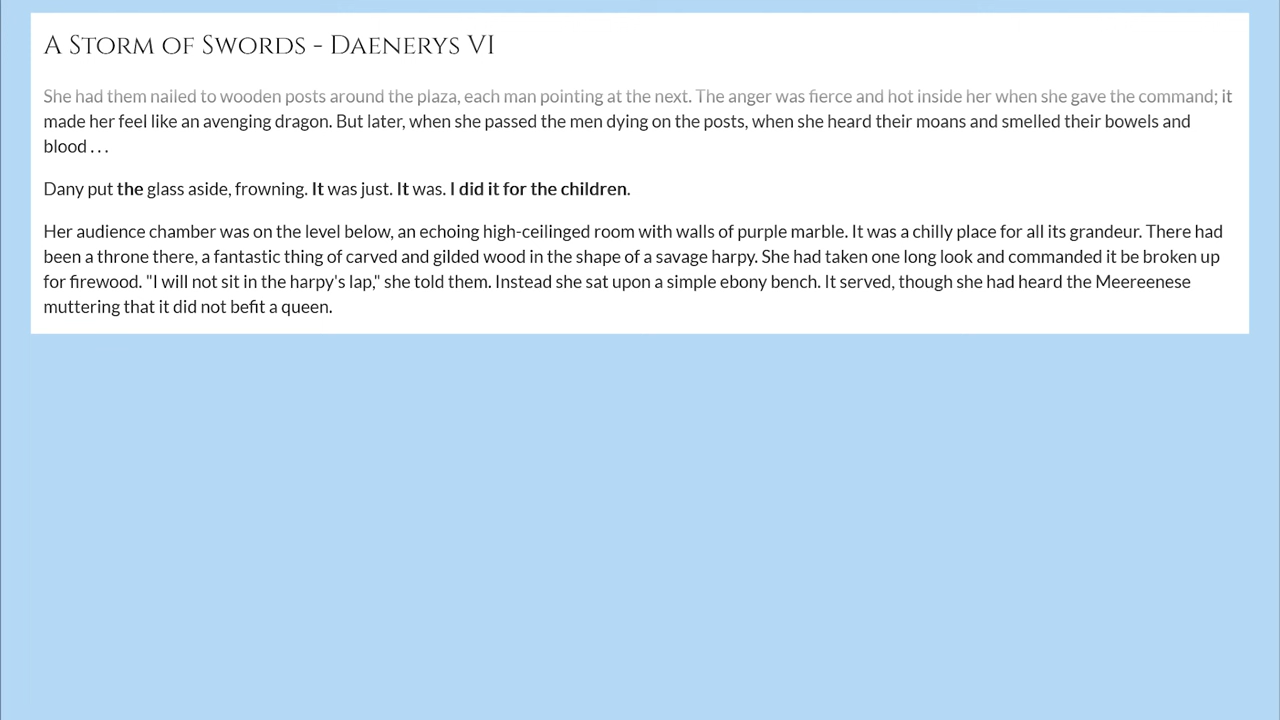 A Storm of Swords - Daenerys VI
She had them nailed to wooden posts around the plaza, each man pointing at the next. The anger was fierce and hot inside her when she gave the command; it
made her feel like an avenging dragon. But later, when she passed the men dying on the posts, when she heard their moans and smelled their bowels and
blood . . .
Dany put the glass aside, frowning. It was just. It was. I did it for the children.
Her audience chamber was on the level below, an echoing high-ceilinged room with walls of purple marble. It was a chilly place for all its grandeur. There had
been a throne there, a fantastic thing of carved and gilded wood in the shape of a savage harpy. She had taken one long look and commanded it be broken up
for firewood. "I will not sit in the harpy's lap," she told them. Instead she sat upon a simple ebony bench. It served, though she had heard the Meereenese
muttering that it did not befit a queen.